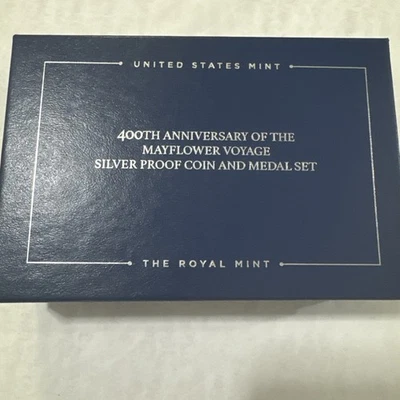 UNITED STATES MINT
400TH ANNIVERSARY OF THE
MAYFLOWER VOYAGE
SILVER PROOF COIN AND MEDAL SET
THE ROYAL MINT